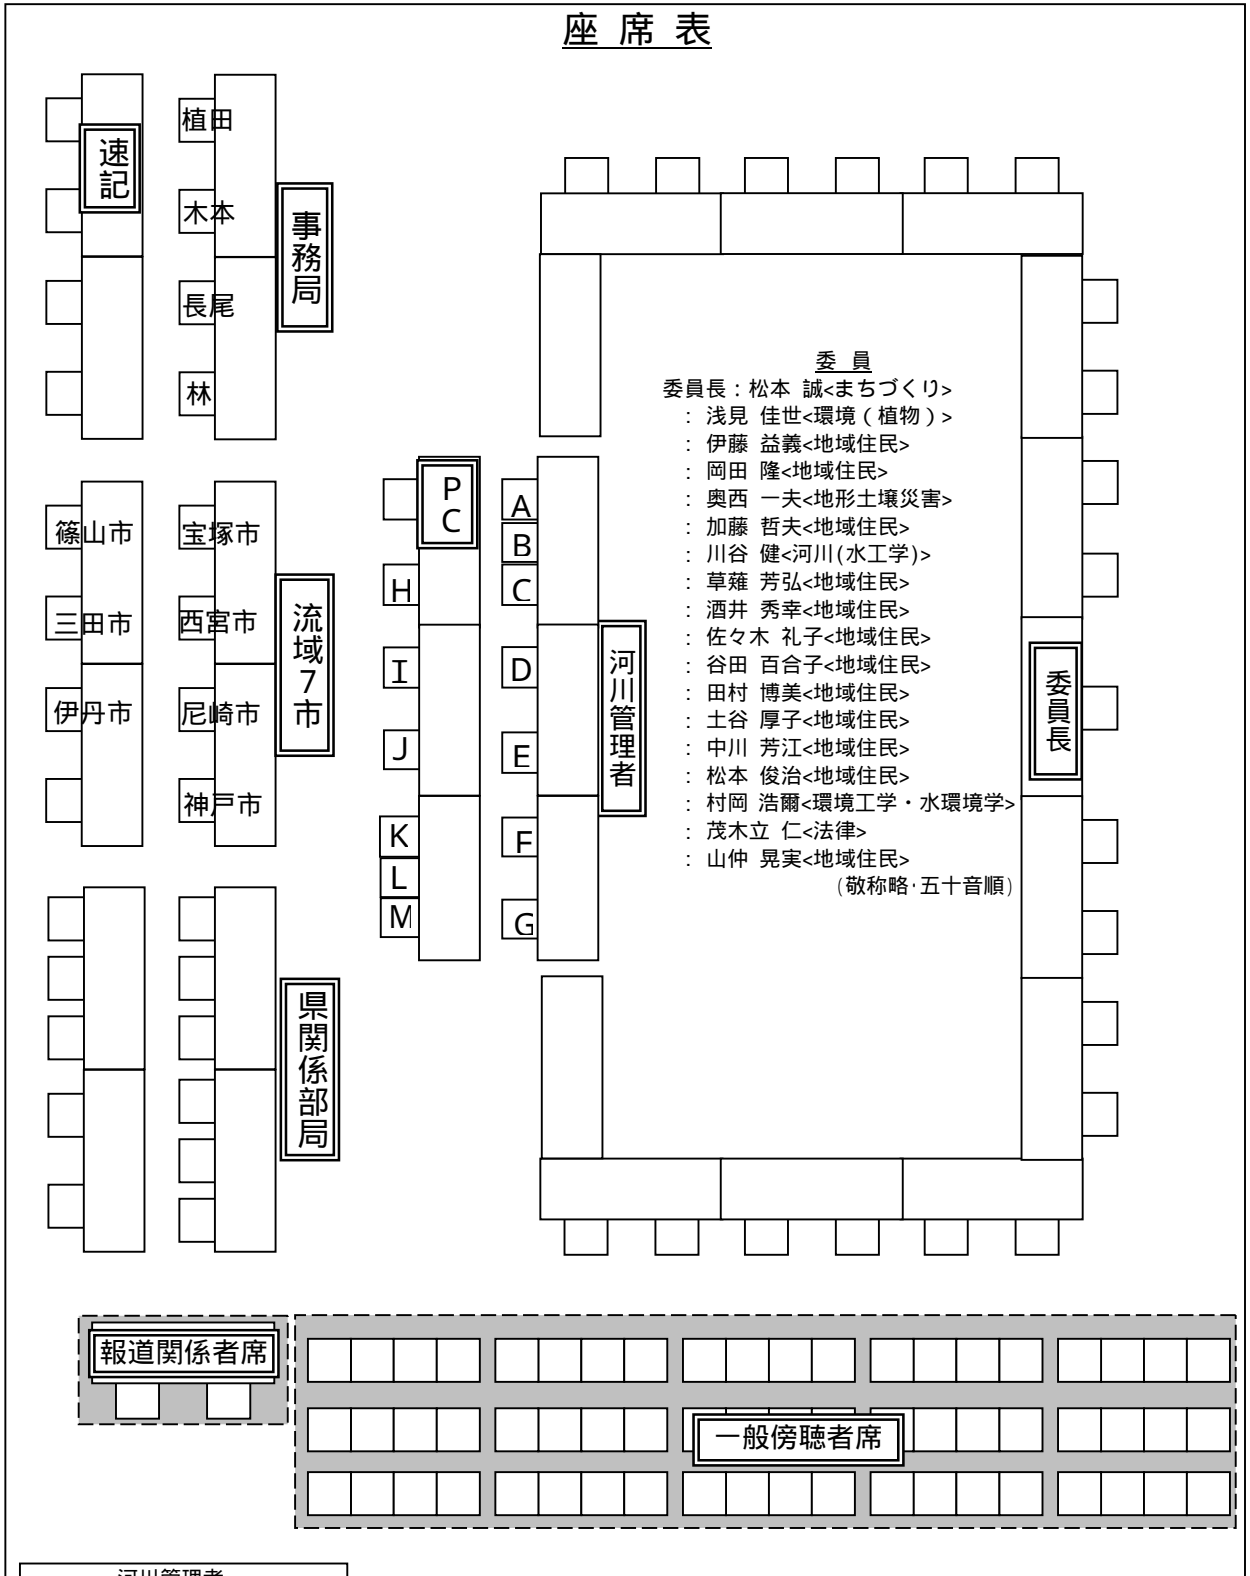 座 席 表
速記
植田
木本
長尾
林
事務局
篠山市
三田市
伊丹市
宝塚市
西宮市
尼崎市
神戸市
流域7市
PC
H
I
J
K
L
M
A
B
C
D
E
F
G
河川管理者
委 員
委員長：松本 誠<まちづくり>
：浅見 佳世<環境（植物）>
：伊藤 益義<地域住民>
：岡田 隆<地域住民>
：奥西 一夫<地形土壌災害>
：加藤 哲夫<地域住民>
：川谷 健<河川(水工学)>
：草薙 芳弘<地域住民>
：酒井 秀幸<地域住民>
：佐々木 礼子<地域住民>
：谷田 百合子<地域住民>
：田村 博美<地域住民>
：土谷 厚子<地域住民>
：中川 芳江<地域住民>
：松本 俊治<地域住民>
：村岡 浩爾<環境工学・水環境学>
：茂木立 仁<法律>
：山仲 晃実<地域住民>
(敬称略･五十音順)
委員長
県関係部局
報道関係者席
一般傍聴者席
河川管理者